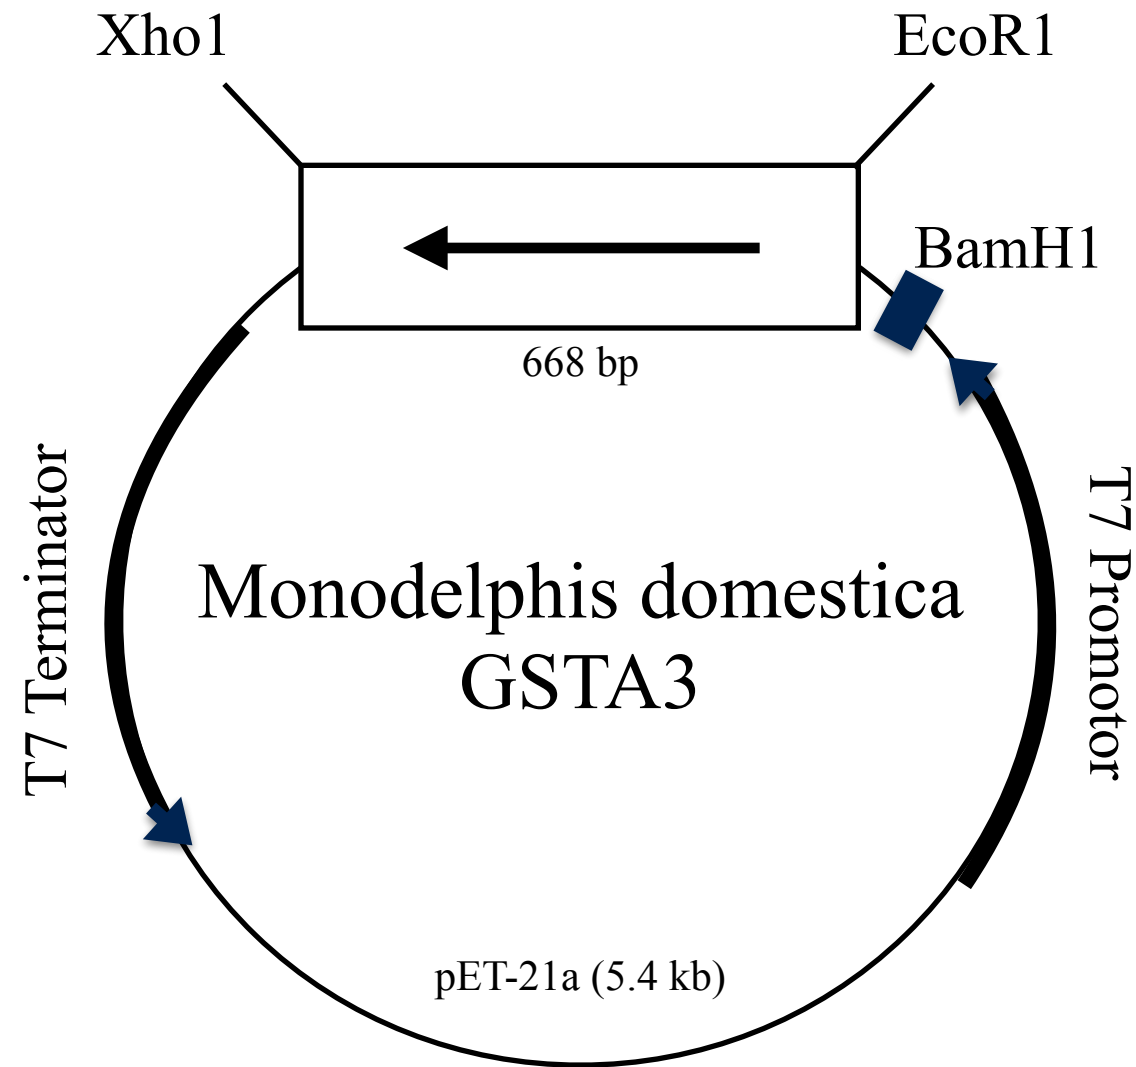 Xho1
EcoR1
BamH1
668 bp
T7 Terminator
T7 Promotor
Monodelphis domestica
GSTA3
pET-21a (5.4 kb)